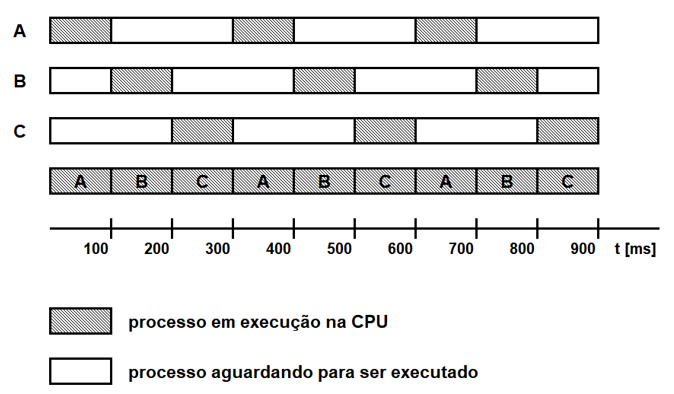 A
B
C
A B C A B C A B C
100 200 300 400 500 600 700 800 900 t [ms]
processo em execução na CPU
processo aguardando para ser executado